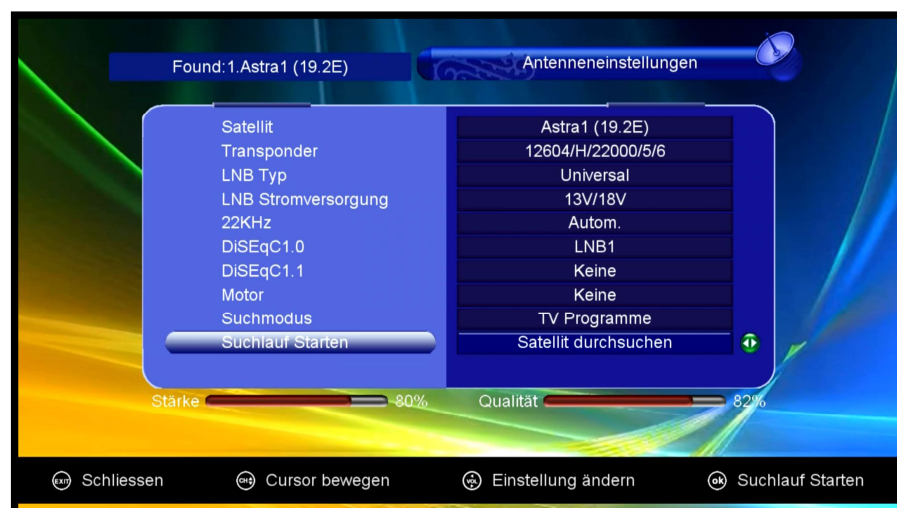 Found:1.Astra1 (19.2E)
Antenneneinstellungen
Satellit Astra1 (19.2E)
Transponder 12604/H/22000/5/6
LNB Typ Universal
LNB Stromversorgung 13V/18V
22KHz Autom.
DiSEqC1.0 LNB1
DiSEqC1.1 Keine
Motor Keine
Suchmodus TV Programme
Suchlauf Starten Satellit durchsuchen
Stärke 80% Qualität 82%
EXIT Schliessen CH Cursor bewegen VOL Einstellung ändern ok Suchlauf Starten